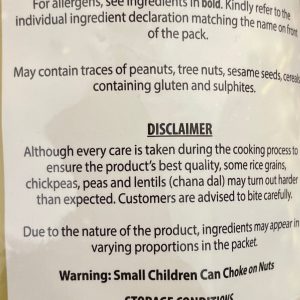 For allergens, see ingredients in bold. Kindly refer to the
individual ingredient declaration matching the name on front
of the pack.
May contain traces of peanuts, tree nuts, sesame seeds, cereals
containing gluten and sulphites.
DISCLAIMER
Although every care is taken during the cooking process to
ensure the product's best quality, some rice grains,
chickpeas, peas and lentils (chana dal) may turn out harder
than expected. Customers are advised to bite carefully.
Due to the nature of the product, ingredients may appear in
varying proportions in the packet.
Warning: Small Children Can Choke on Nuts
STORAGE CONDITIONS